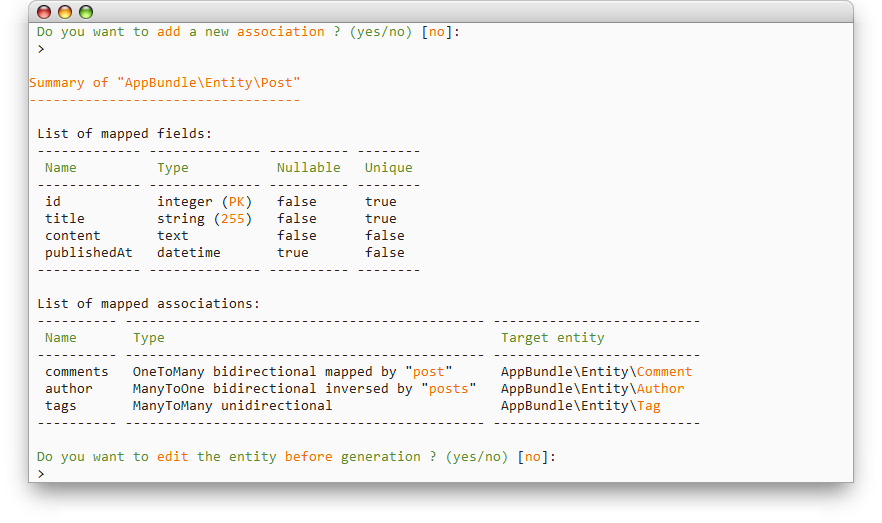 Do you want to add a new association ? (yes/no) [no]:
>
Summary of "AppBundle\Entity\Post"
----------------------------------
List of mapped fields:
------------- -------------- ---------- --------
Name Type Nullable Unique
------------- -------------- ---------- --------
id integer (PK) false true
title string (255) false true
content text false false
publishedAt datetime true false
------------- -------------- ---------- --------
List of mapped associations:
---------- --------------------------------------------- --------------------------
Name Type Target entity
---------- --------------------------------------------- --------------------------
comments OneToMany bidirectional mapped by "post" AppBundle\Entity\Comment
author ManyToOne bidirectional inversed by "posts" AppBundle\Entity\Author
tags ManyToMany unidirectional AppBundle\Entity\Tag
---------- --------------------------------------------- --------------------------
Do you want to edit the entity before generation ? (yes/no) [no]:
>